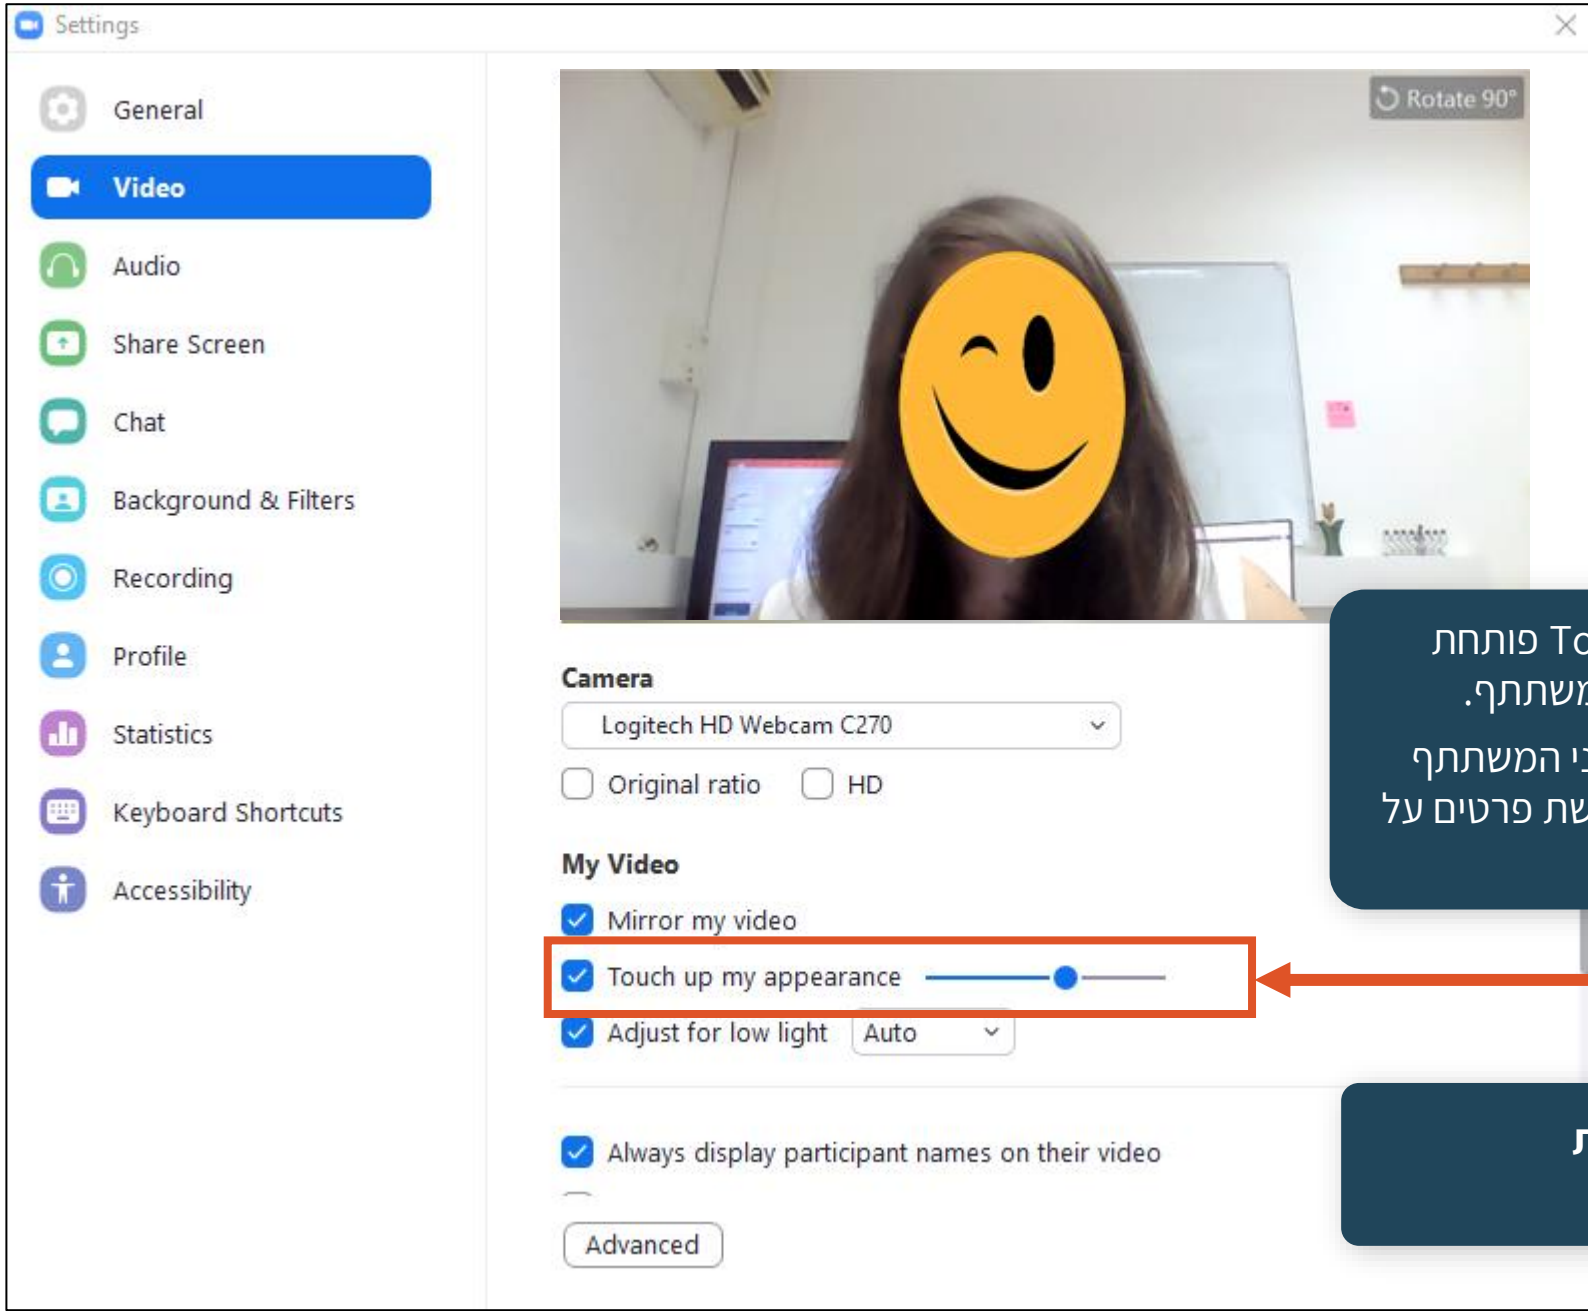 Settings
General
Video
Audio
Share Screen
Chat
Background & Filters
Recording
Profile
Statistics
Keyboard Shortcuts
Accessibility
Rotate 90°
Camera
Logitech HD Webcam C270
Original ratio HD
My Video
Mirror my video
Touch up my appearance
Adjust for low light Auto
Always display participant names on their video
Advanced
פותחת
משתתף.
המשתתף
פרטים על